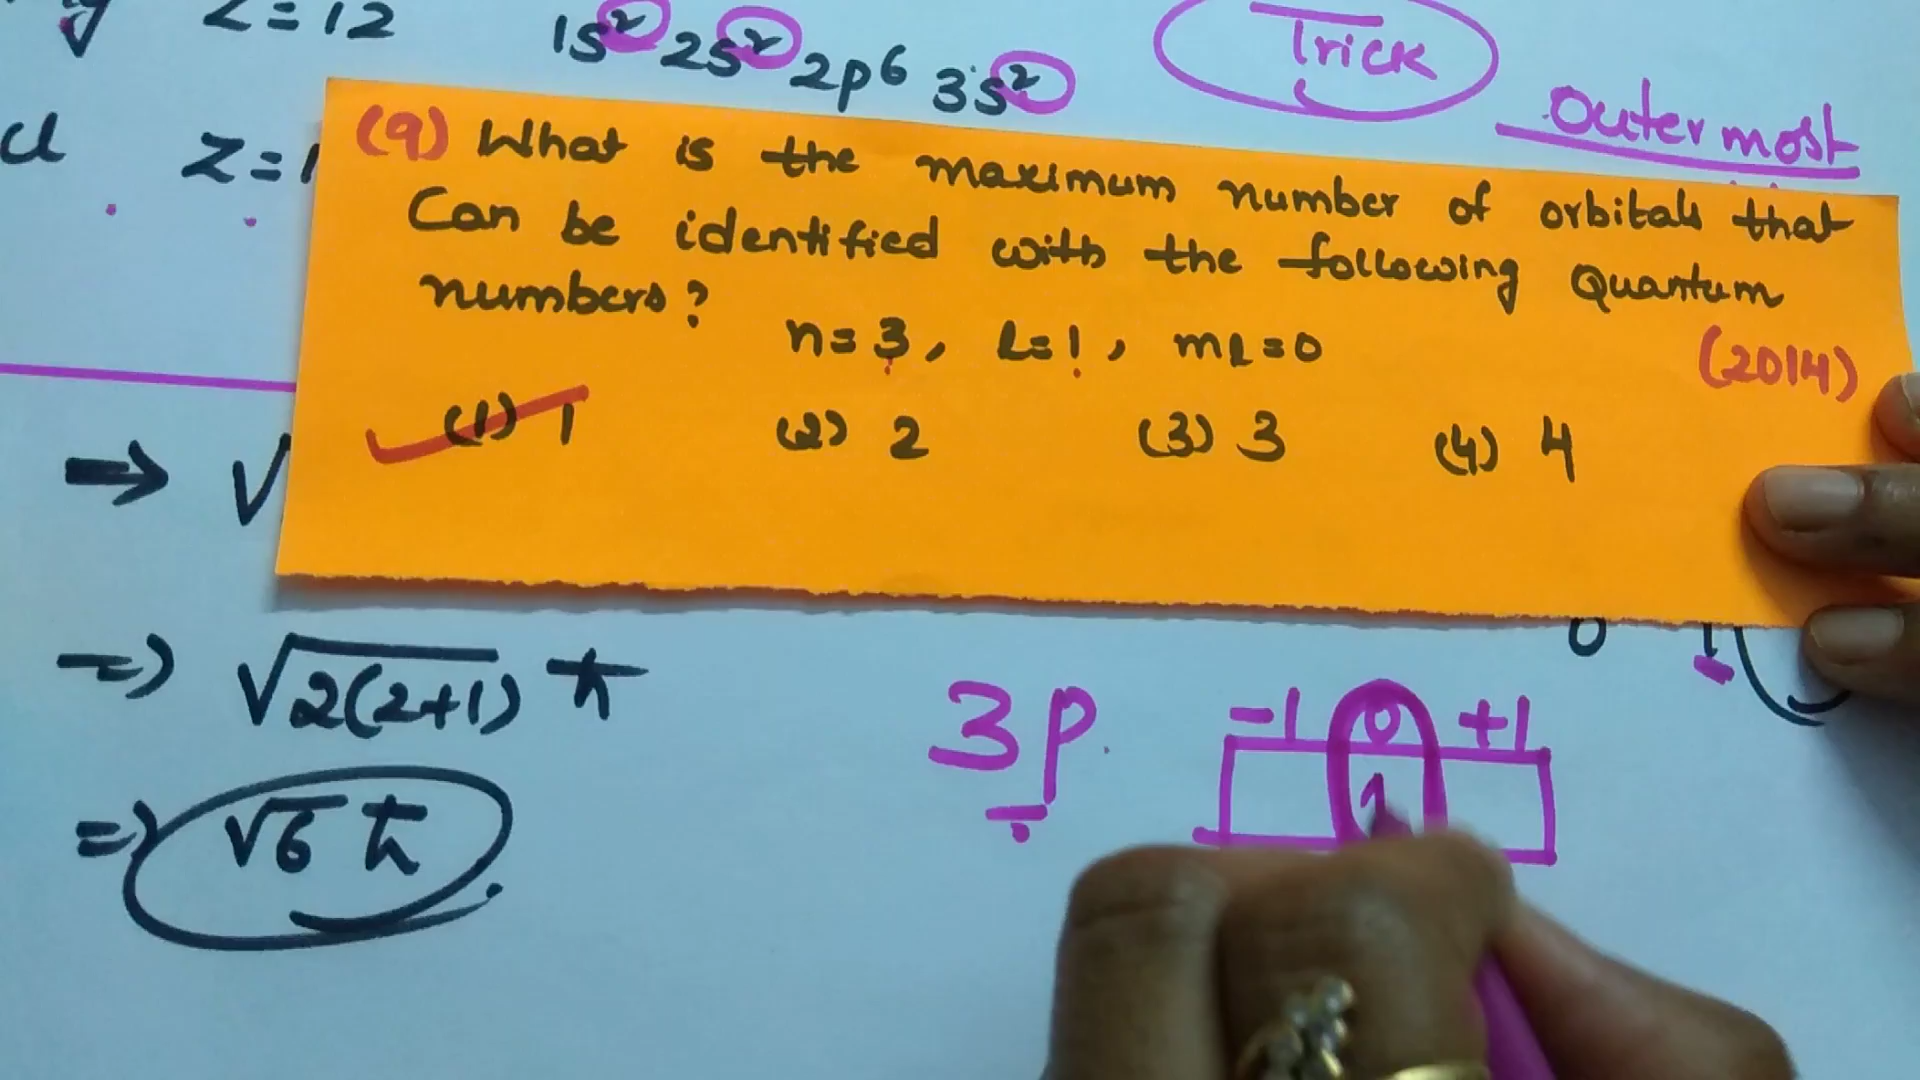 Z=12 1s² 2s² 2p⁶ 3s²
Trick
outermost
cl Z=1
(9) What is the maximum number of orbitals that
Can be identified with the following Quantum
numbers?
n=3, l=1, ml=0 (2014)
(1) 1 (2) 2 (3) 3 (4) 4
⇒ √
0 1
=> √2(2+1) ħ
3p -1 0 +1
1
=> √6 ħ